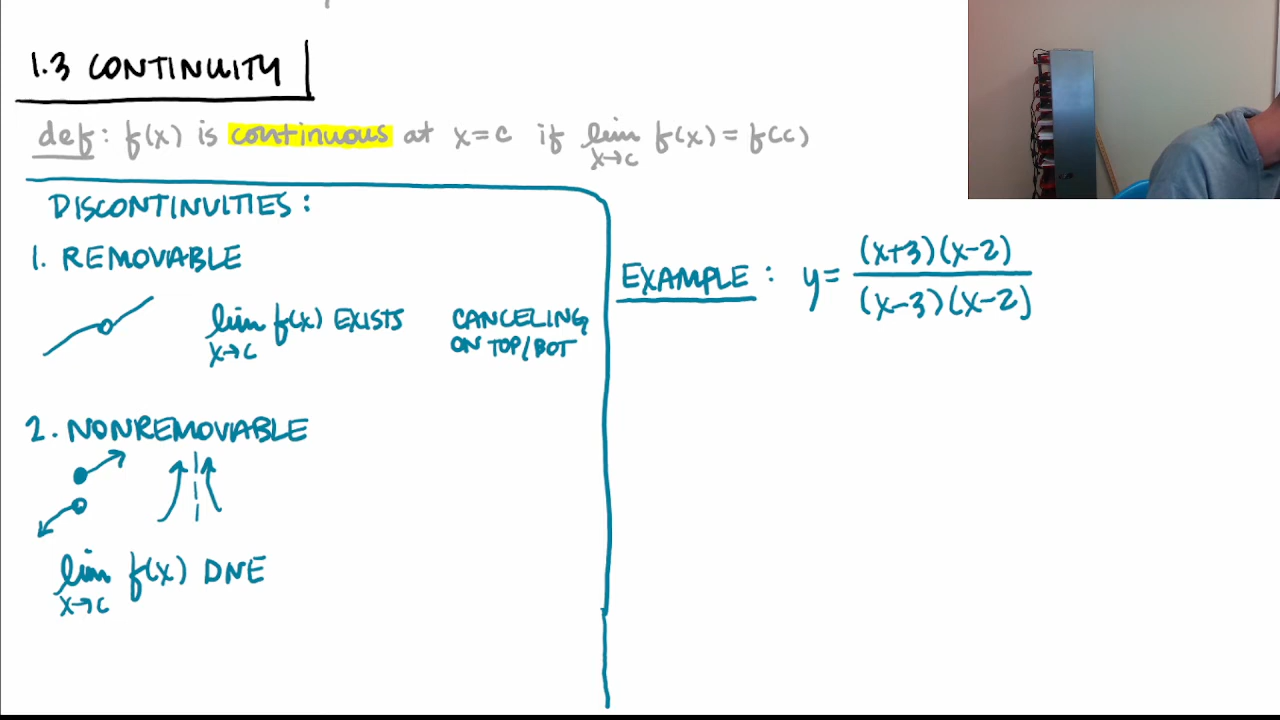 1.3 CONTINUITY
def: f(x) is continuous at x=c if lim x→c f(x) = f(c)
DISCONTINUITIES:
1. REMOVABLE
lim x→c f(x) EXISTS
CANCELING
ON TOP/BOT
2. NONREMOVABLE
lim x→c f(x) DNE
EXAMPLE: y= (x+3)(x-2) / (x-3)(x-2)